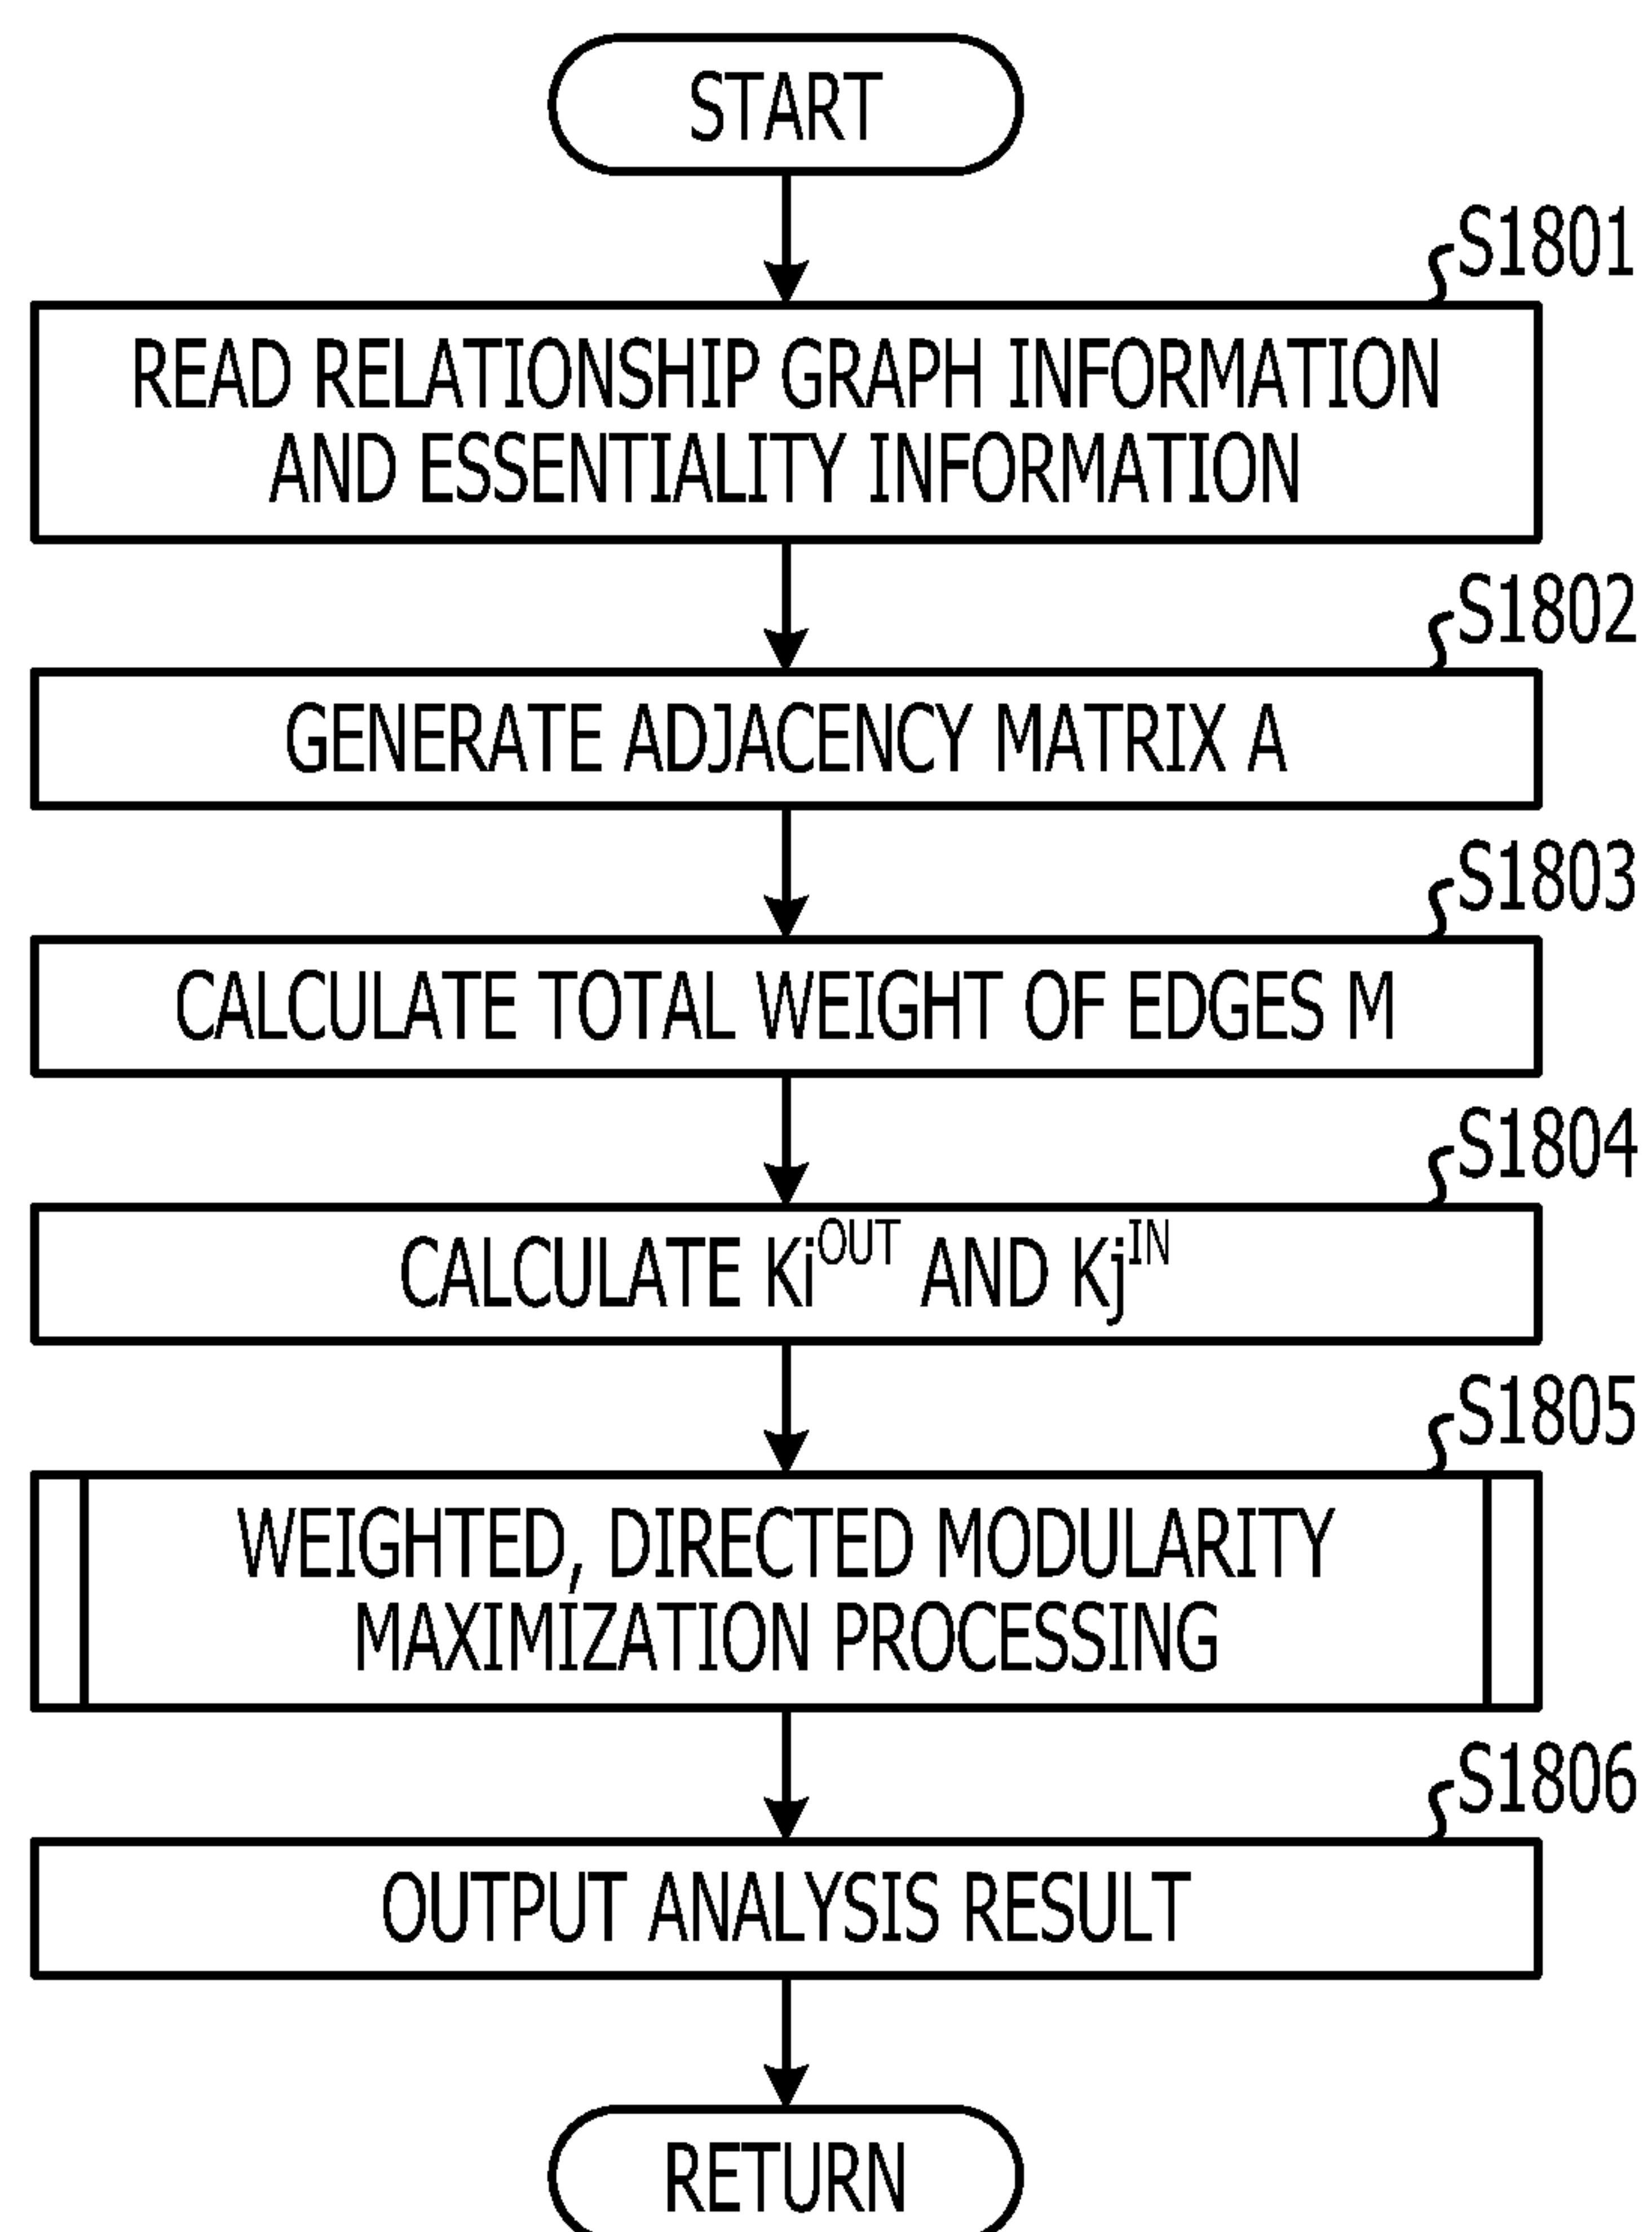 START
S1801
READ RELATIONSHIP GRAPH INFORMATION
AND ESSENTIALITY INFORMATION
S1802
GENERATE ADJACENCY MATRIX A
S1803
CALCULATE TOTAL WEIGHT OF EDGES M
S1804
CALCULATE Ki^OUT AND Kj^IN
S1805
WEIGHTED, DIRECTED MODULARITY
MAXIMIZATION PROCESSING
S1806
OUTPUT ANALYSIS RESULT
RETURN